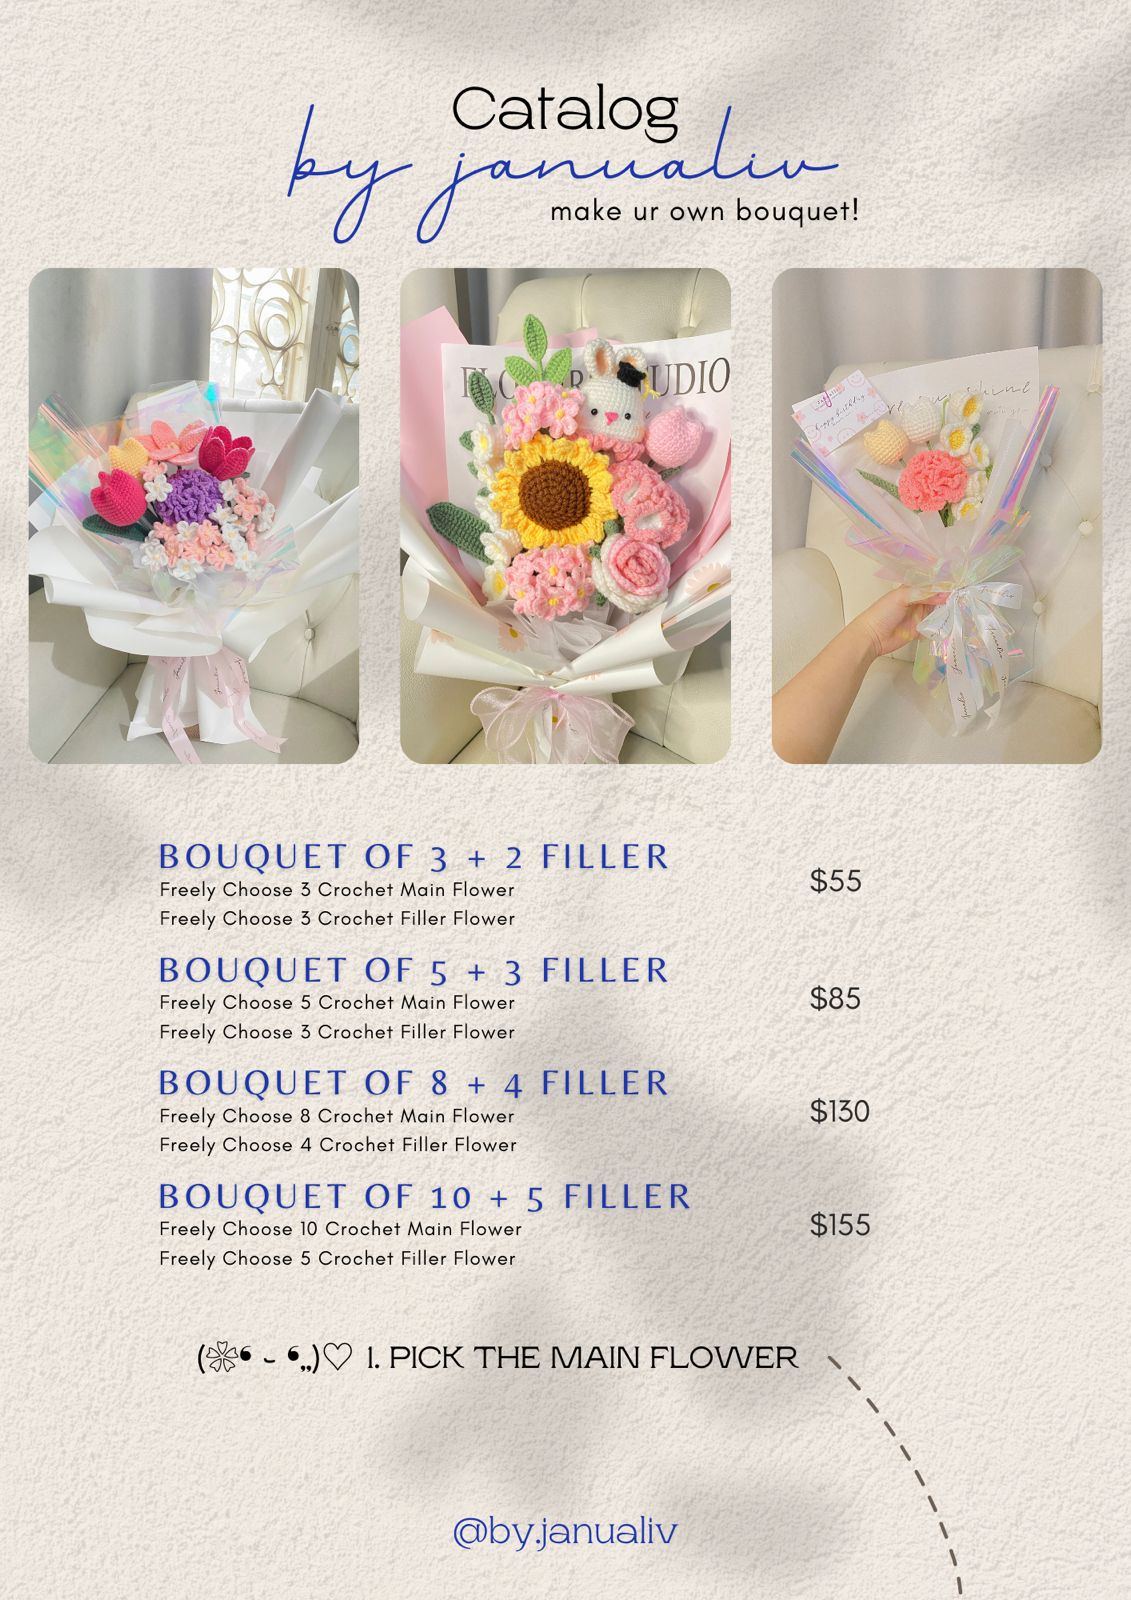 Catalog
by janualiv
make ur own bouquet!
BOUQUET OF 3 + 2 FILLER
Freely Choose 3 Crochet Main Flower
Freely Choose 3 Crochet Filler Flower
$55
BOUQUET OF 5 + 3 FILLER
Freely Choose 5 Crochet Main Flower
Freely Choose 3 Crochet Filler Flower
$85
BOUQUET OF 8 + 4 FILLER
Freely Choose 8 Crochet Main Flower
Freely Choose 4 Crochet Filler Flower
$130
BOUQUET OF 10 + 5 FILLER
Freely Choose 10 Crochet Main Flower
Freely Choose 5 Crochet Filler Flower
$155
(❀❛ ᴗ ❛„)♡ 1. PICK THE MAIN FLOWER
@by.janualiv